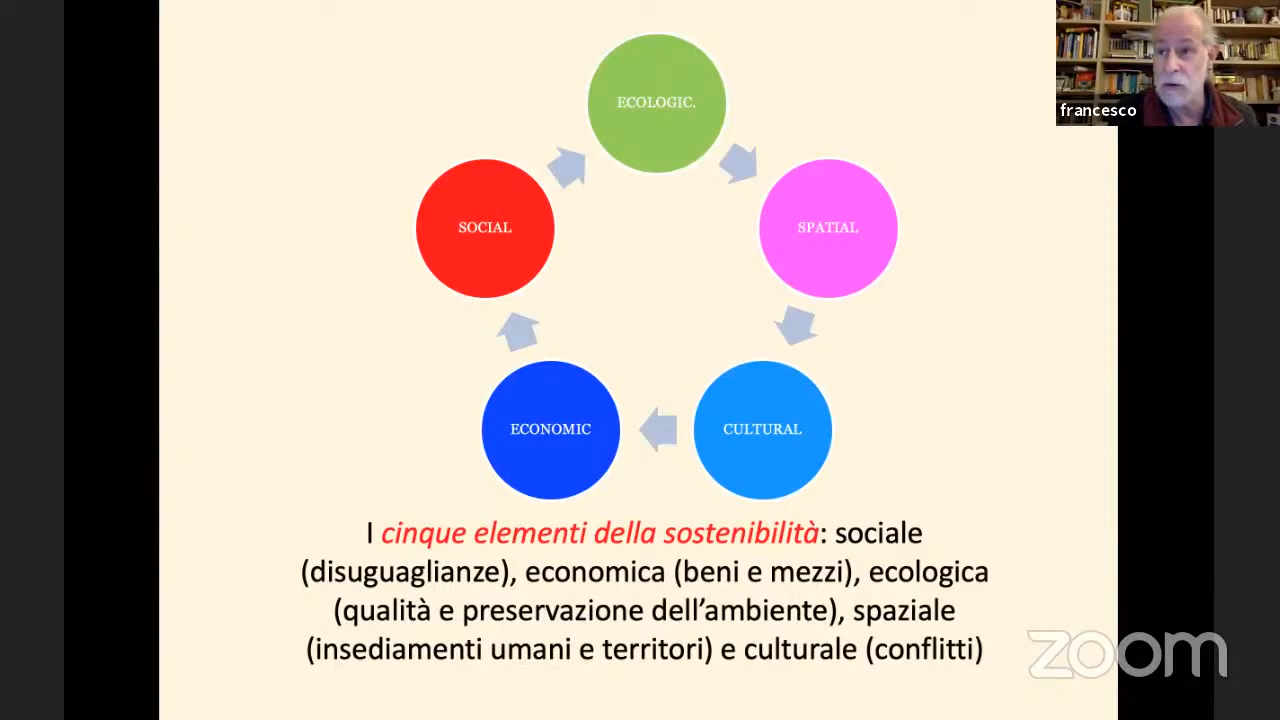 ECOLOGIC.
francesco
SOCIAL
SPATIAL
ECONOMIC
CULTURAL
I cinque elementi della sostenibilità: sociale
(disuguaglianze), economica (beni e mezzi), ecologica
(qualità e preservazione dell’ambiente), spaziale
(insediamenti umani e territori) e culturale (conflitti)
zoom